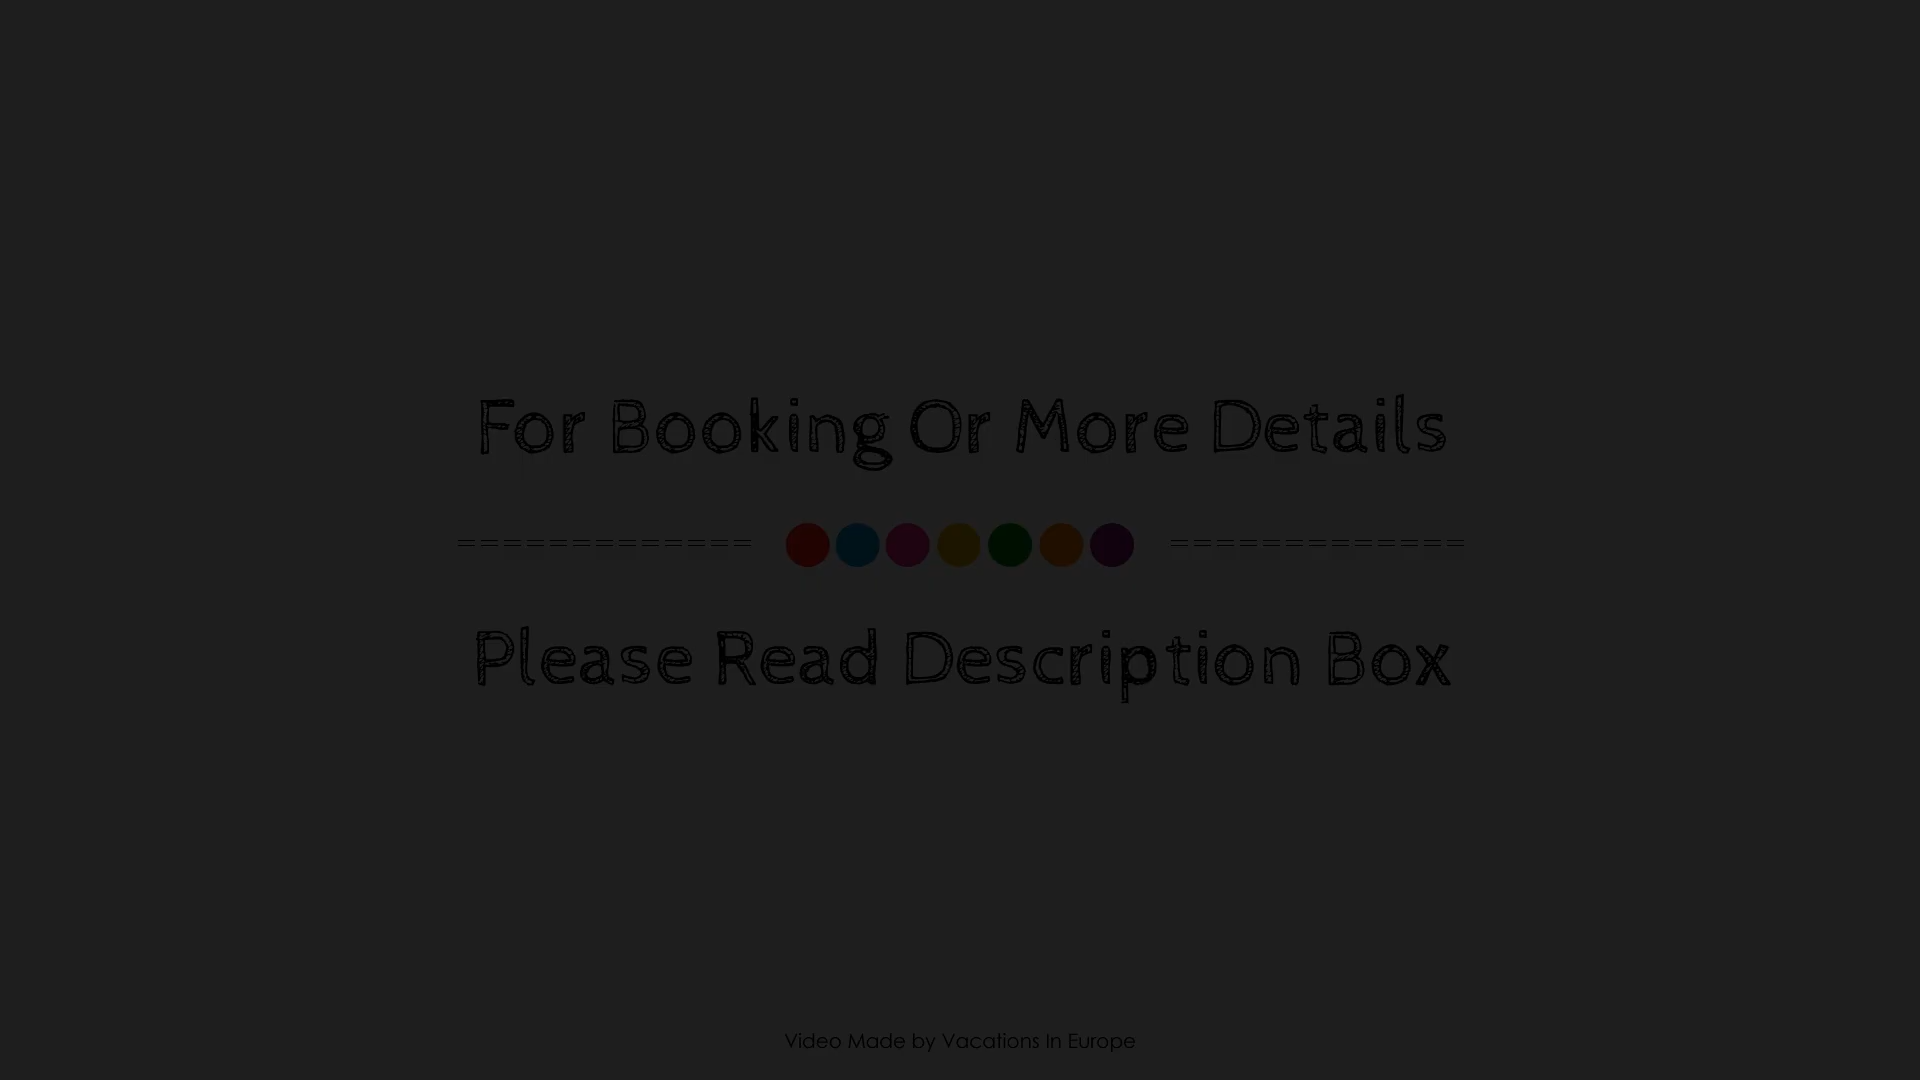 For Booking Or More Details
============= =============
Please Read Description Box
Video Made by Vacations In Europe